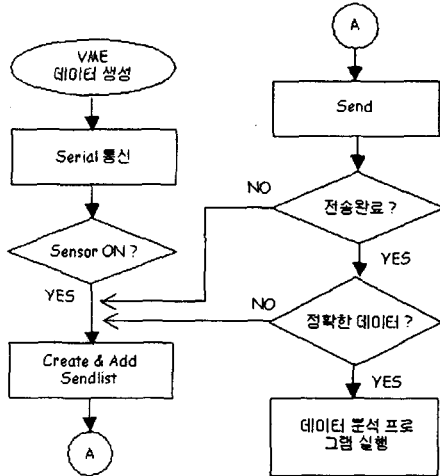 VME
데이터 생성
Serial 통신
Sensor ON ?
YES
Create & Add
Sendlist
A
A
Send
NO
전송완료 ?
YES
NO
정확한 데이터 ?
YES
데이터 분석 프로
그램 실행